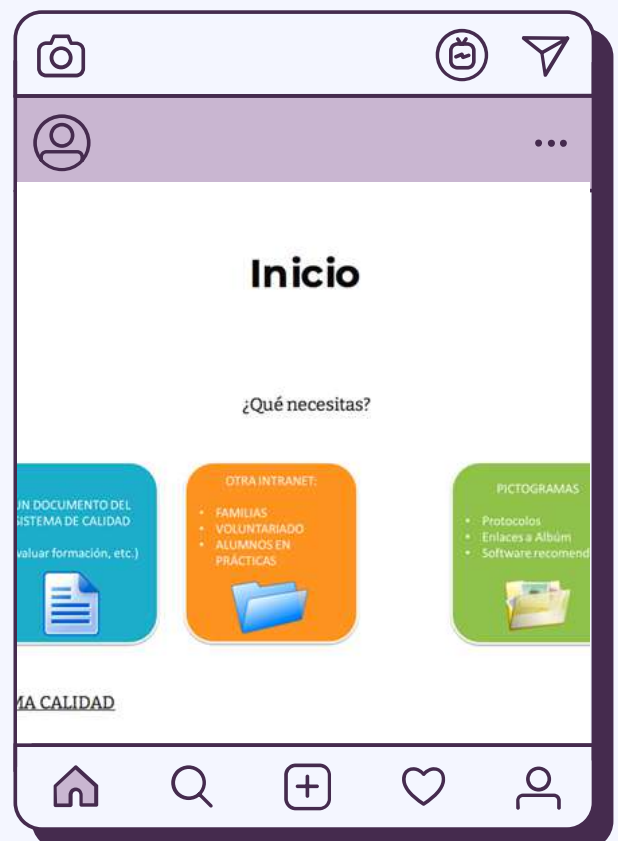 Inicio
¿Qué necesitas?
UN DOCUMENTO DEL
SISTEMA DE CALIDAD
valuar formación, etc.)
OTRA INTRANET:
• FAMILIAS
• VOLUNTARIADO
• ALUMNOS EN
PRÁCTICAS
PICTOGRAMAS
• Protocolos
• Enlaces a Albúm
• Software recomend
MA CALIDAD